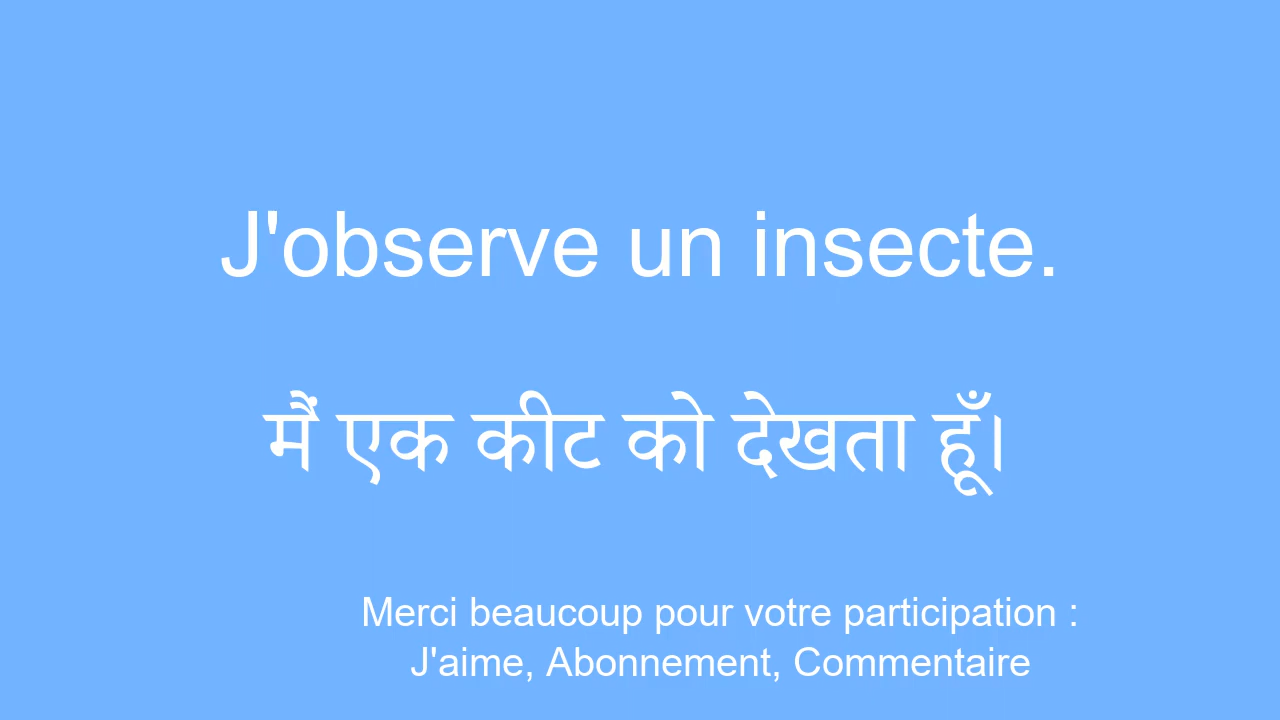 J'observe un insecte.
मैं एक कीट को देखता हूँ।
Merci beaucoup pour votre participation :
J'aime, Abonnement, Commentaire